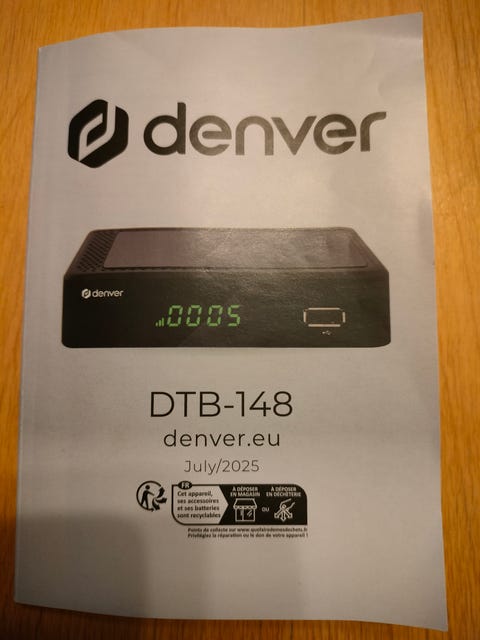 denver
denver
0005
DTB-148
denver.eu
July/2025
FR
Cet appareil,
ses accessoires
et ses batteries
sont recyclables
À DÉPOSER
EN MAGASIN
OU
À DÉPOSER
EN DÉCHÈTERIE
Points de collecte sur www.quefairedemesdechets.fr
Privilégiez la réparation ou le don de votre appareil !